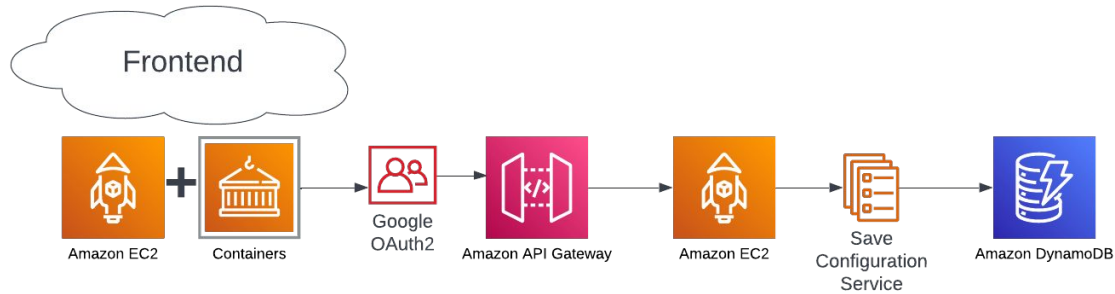 Frontend
Amazon EC2
Containers
Google
OAuth2
Amazon API Gateway
Amazon EC2
Save
Configuration
Service
Amazon DynamoDB